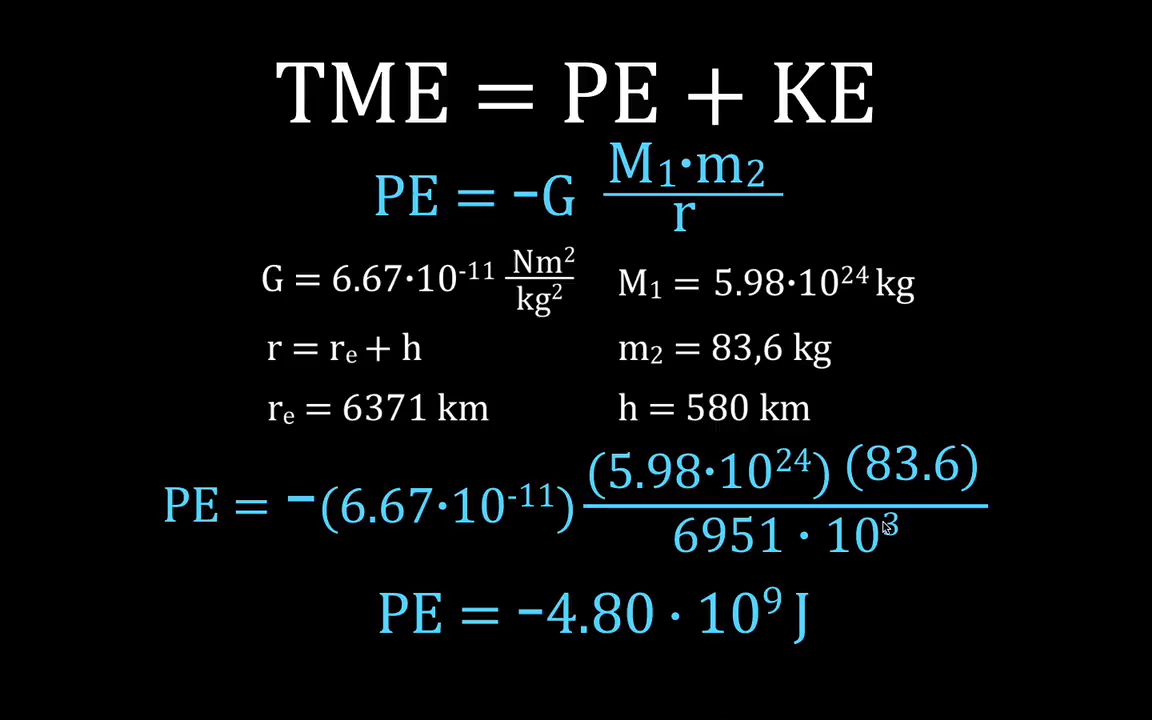 TME = PE + KE
PE = −G M₁·m₂ / r
G = 6.67·10⁻¹¹ Nm² / kg² M₁ = 5.98·10²⁴ kg
r = rₑ + h m₂ = 83,6 kg
rₑ = 6371 km h = 580 km
PE = −(6.67·10⁻¹¹) (5.98·10²⁴) (83.6) / 6951 · 10³
PE = −4.80 · 10⁹ J